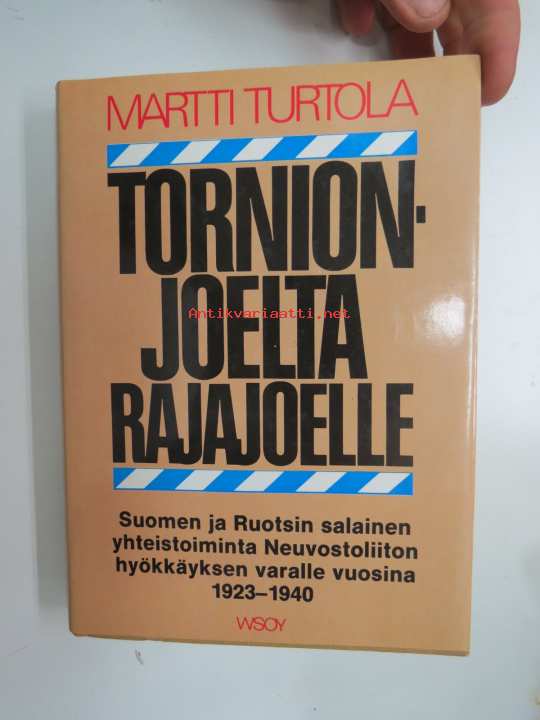 MARTTI TURTOLA
TORNION-
JOELTA
Antikvariaatti.net
RAJAJOELLE
Suomen ja Ruotsin salainen
yhteistoiminta Neuvostoliiton
hyökkäyksen varalle vuosina
1923–1940
WSOY